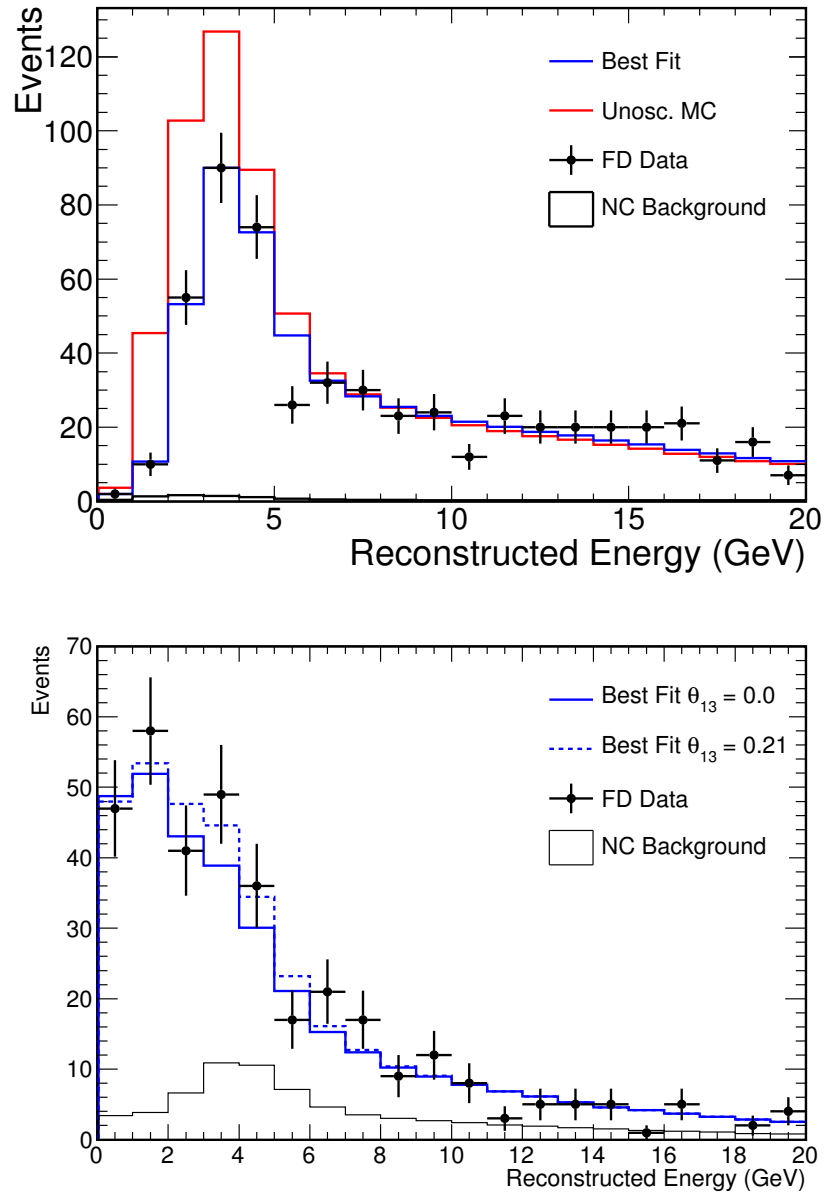 Events
120
100
80
60
40
20
0
Best Fit
Unosc. MC
FD Data
NC Background
0 5 10 15 20
Reconstructed Energy (GeV)
Events
70
60
50
40
30
20
10
0
Best Fit θ13 = 0.0
Best Fit θ13 = 0.21
FD Data
NC Background
0 2 4 6 8 10 12 14 16 18 20
Reconstructed Energy (GeV)